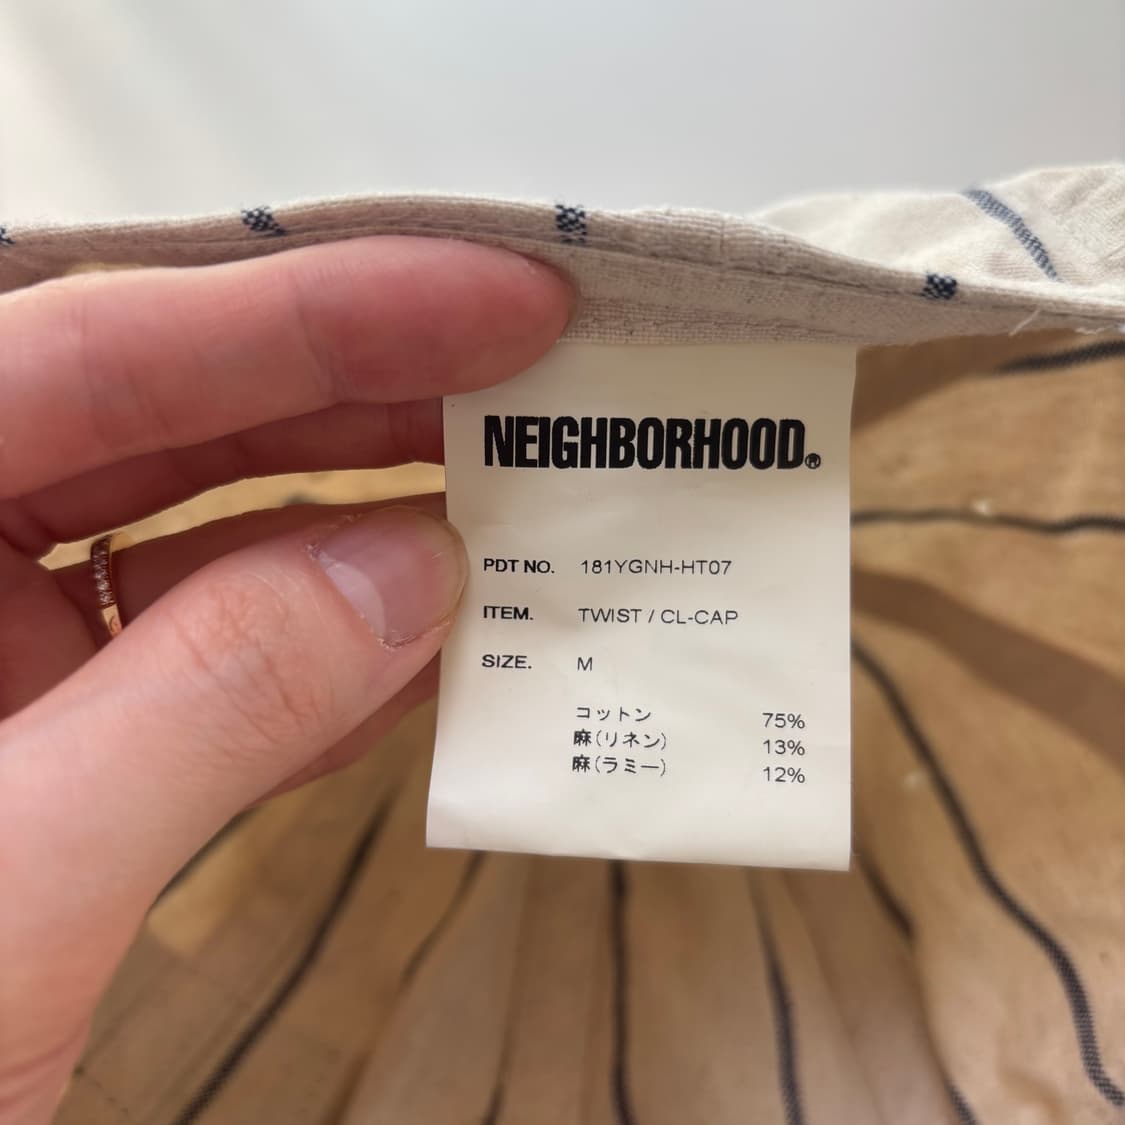 NEIGHBORHOOD®
PDT NO. 181YGNH-HT07
ITEM. TWIST / CL-CAP
SIZE. M
コットン 75%
麻(リネン) 13%
麻(ラミー) 12%